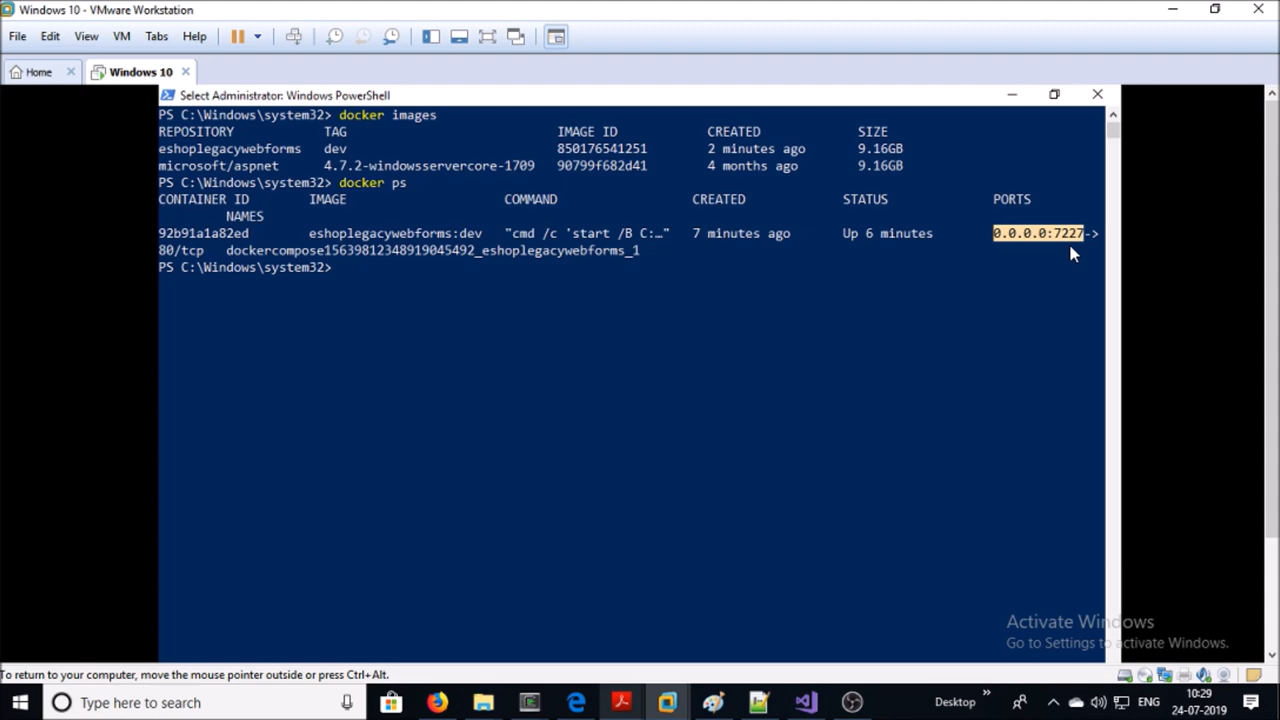 Windows 10 - VMware Workstation
File Edit View VM Tabs Help
Home Windows 10
Select Administrator: Windows PowerShell
PS C:\Windows\system32> docker images
REPOSITORY TAG IMAGE ID CREATED SIZE
eshoplegacywebforms dev 850176541251 2 minutes ago 9.16GB
microsoft/aspnet 4.7.2-windowsservercore-1709 90799f682d41 4 months ago 9.16GB
PS C:\Windows\system32> docker ps
CONTAINER ID IMAGE COMMAND CREATED STATUS PORTS
NAMES
92b91a1a82ed eshoplegacywebforms:dev "cmd /c 'start /B C:…" 7 minutes ago Up 6 minutes 0.0.0.0:7227->
80/tcp dockercompose15639812348919045492_eshoplegacywebforms_1
PS C:\Windows\system32>
Activate Windows
Go to Settings to activate Windows.
To return to your computer, move the mouse pointer outside or press Ctrl+Alt.
Type here to search Desktop ENG 10:29
24-07-2019